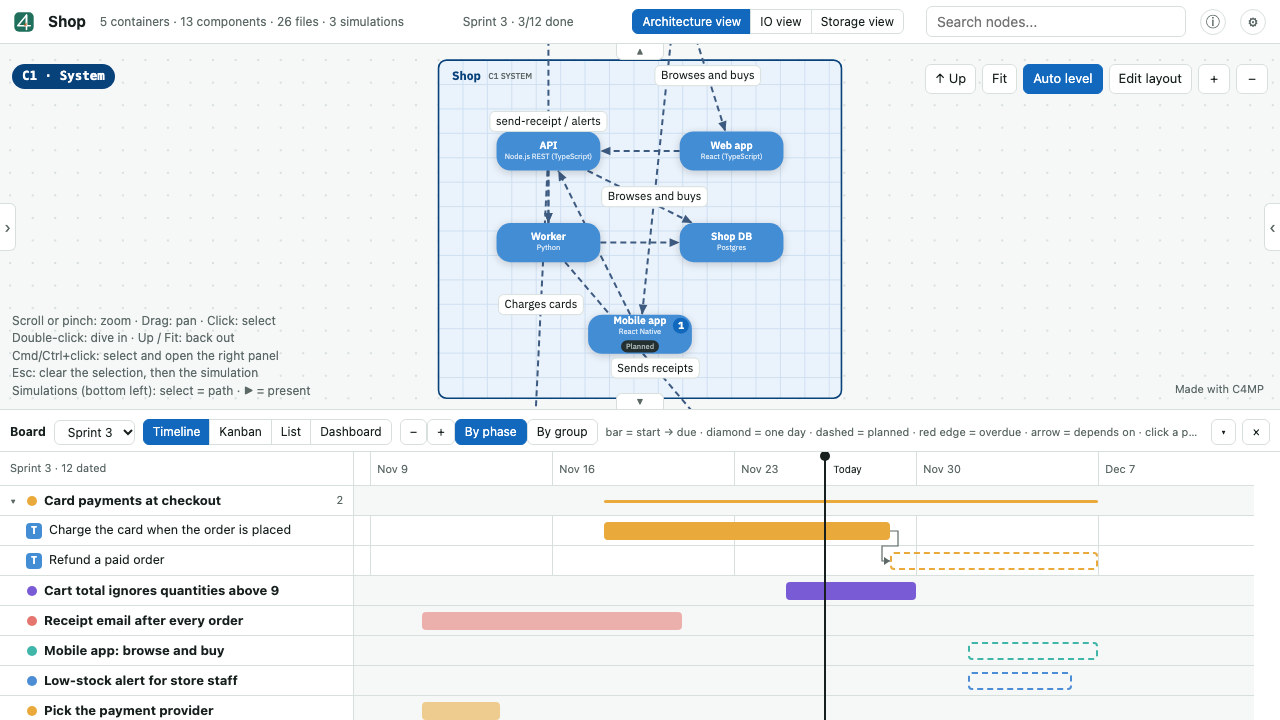 4 Shop 5 containers · 13 components · 26 files · 3 simulations Sprint 3 · 3/12 done Architecture view IO view Storage view Search nodes...
C1 · System
↑ Up Fit Auto level Edit layout + −
Shop C1 SYSTEM
Browses and buys
send-receipt / alerts
API
Node.js REST (TypeScript)
Web app
React (TypeScript)
Browses and buys
Worker
Python
Shop DB
Postgres
Charges cards
Mobile app 1
React Native
Planned
Sends receipts
Scroll or pinch: zoom · Drag: pan · Click: select
Double-click: dive in · Up / Fit: back out
Cmd/Ctrl+click: select and open the right panel
Esc: clear the selection, then the simulation
Simulations (bottom left): select = path · ▶ = present
Made with C4MP
Board Sprint 3 Timeline Kanban List Dashboard − + By phase By group bar = start → due · diamond = one day · dashed = planned · red edge = overdue · arrow = depends on · click a p...
Sprint 3 · 12 dated Nov 9 Nov 16 Nov 23 Today Nov 30 Dec 7
Card payments at checkout 2
T Charge the card when the order is placed
T Refund a paid order
Cart total ignores quantities above 9
Receipt email after every order
Mobile app: browse and buy
Low-stock alert for store staff
Pick the payment provider